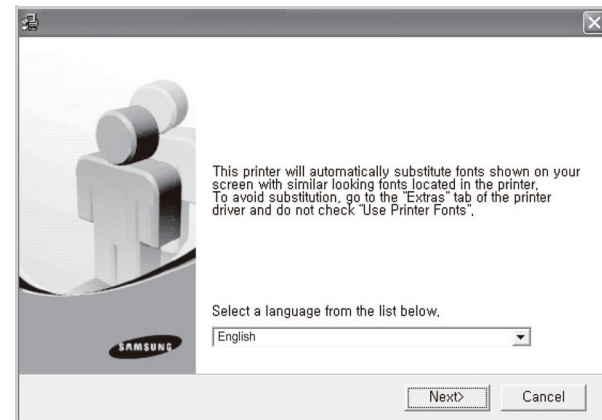 This printer will automatically substitute fonts shown on your
screen with similar looking fonts located in the printer,
To avoid substitution, go to the "Extras" tab of the printer
driver and do not check "Use Printer Fonts",
Select a language from the list below,
English
SAMSUNG
Next>
Cancel